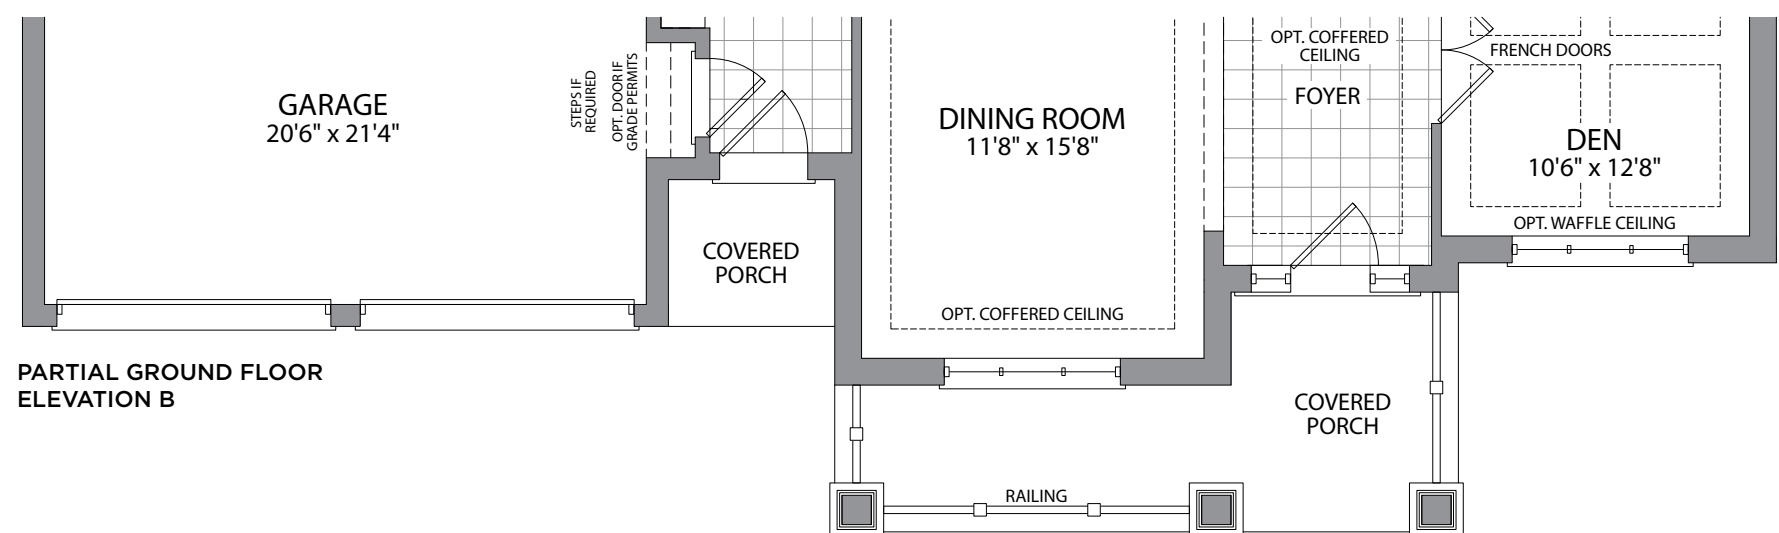 GARAGE
20'6" x 21'4"
STEPS IF
REQUIRED
OPT. DOOR IF
GRADE PERMITS
COVERED
PORCH
DINING ROOM
11'8" x 15'8"
OPT. COFFERED CEILING
OPT. COFFERED
CEILING
FOYER
FRENCH DOORS
DEN
10'6" x 12'8"
OPT. WAFFLE CEILING
COVERED
PORCH
RAILING
PARTIAL GROUND FLOOR
ELEVATION B